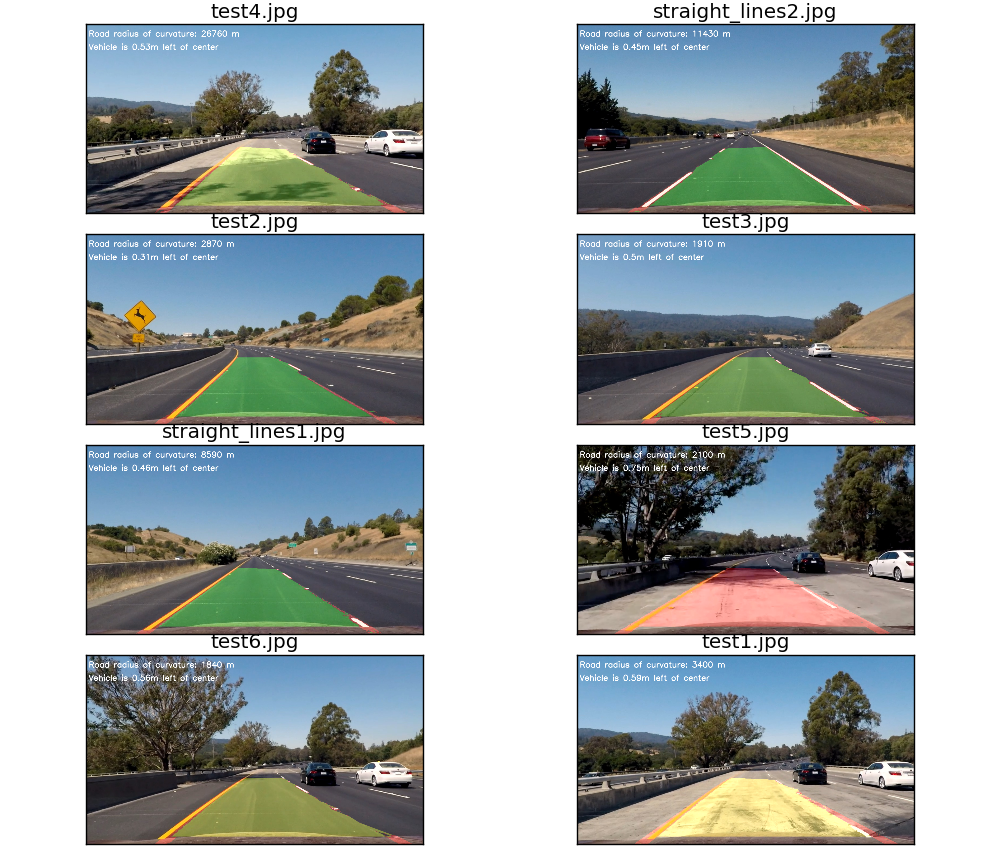 test4.jpg
Road radius of curvature: 26760 m
Vehicle is 0.53m left of center
straight_lines2.jpg
Road radius of curvature: 11430 m
Vehicle is 0.45m left of center
test2.jpg
Road radius of curvature: 2870 m
Vehicle is 0.31m left of center
test3.jpg
Road radius of curvature: 1910 m
Vehicle is 0.5m left of center
straight_lines1.jpg
Road radius of curvature: 8590 m
Vehicle is 0.46m left of center
test5.jpg
Road radius of curvature: 2100 m
Vehicle is 0.75m left of center
test6.jpg
Road radius of curvature: 1840 m
Vehicle is 0.56m left of center
test1.jpg
Road radius of curvature: 3400 m
Vehicle is 0.59m left of center